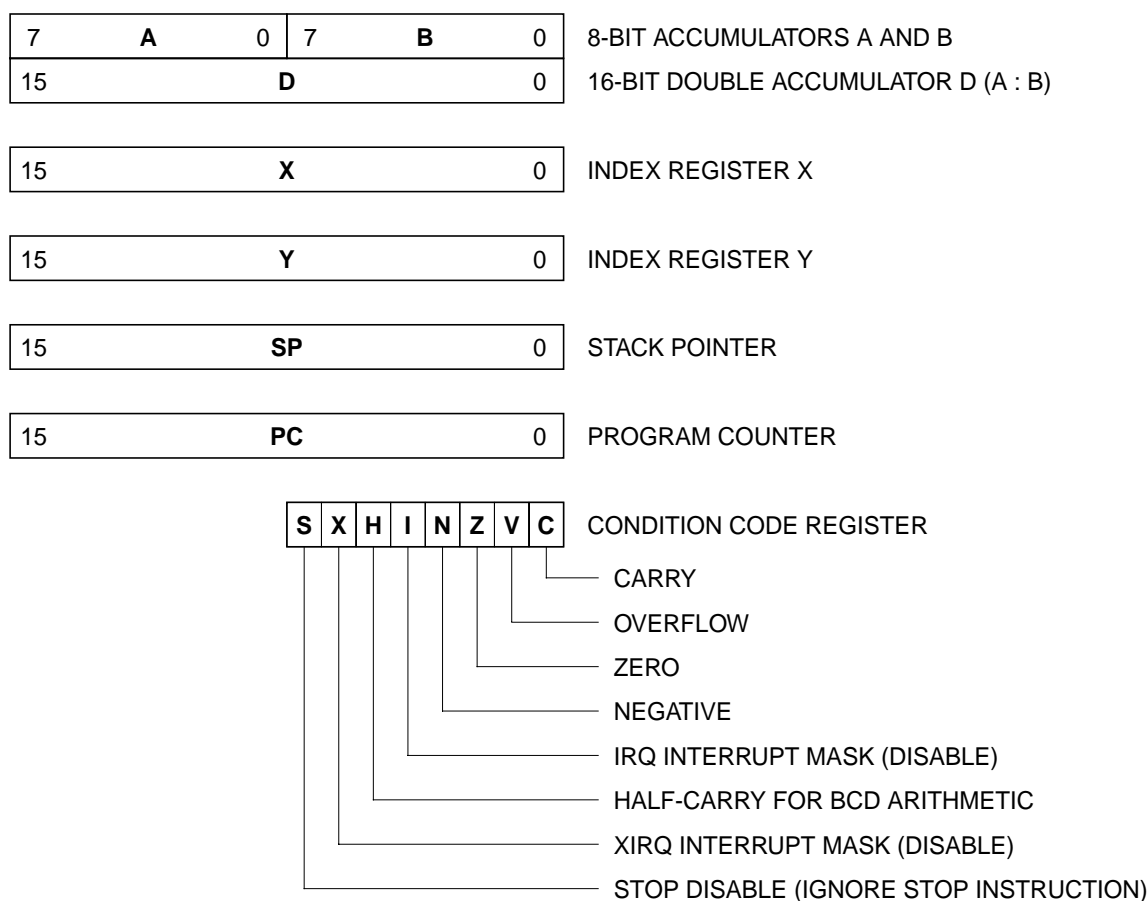 7 A 0 7 B 0 8-BIT ACCUMULATORS A AND B
15 D 0 16-BIT DOUBLE ACCUMULATOR D (A : B)
15 X 0 INDEX REGISTER X
15 Y 0 INDEX REGISTER Y
15 SP 0 STACK POINTER
15 PC 0 PROGRAM COUNTER
S X H I N Z V C CONDITION CODE REGISTER
CARRY
OVERFLOW
ZERO
NEGATIVE
IRQ INTERRUPT MASK (DISABLE)
HALF-CARRY FOR BCD ARITHMETIC
XIRQ INTERRUPT MASK (DISABLE)
STOP DISABLE (IGNORE STOP INSTRUCTION)